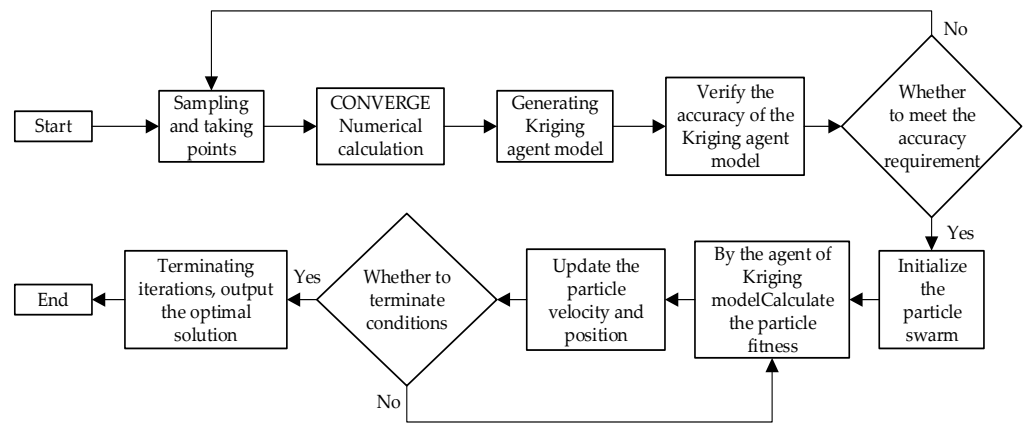 No
Start
Sampling
and taking
points
CONVERGE
Numerical
calculation
Generating
Kriging
agent model
Verify the
accuracy of the
Kriging agent
model
Whether
to meet the
accuracy
requirement
Yes
Initialize
the
particle
swarm
By the agent of
Kriging
modelCalculate
the particle
fitness
Update the
particle
velocity and
position
Whether to
terminate
conditions
Yes
No
Terminating
iterations, output
the optimal
solution
End